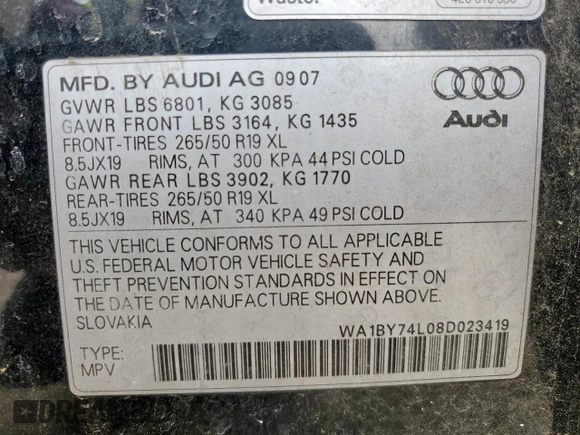 MFD. BY AUDI AG 09 07
GVWR LBS 6801, KG 3085
GAWR FRONT LBS 3164, KG 1435
FRONT-TIRES 265/50 R19 XL
8.5JX19 RIMS, AT 300 KPA 44 PSI COLD
GAWR REAR LBS 3902, KG 1770
REAR-TIRES 265/50 R19 XL
8.5JX19 RIMS, AT 340 KPA 49 PSI COLD
Audi
THIS VEHICLE CONFORMS TO ALL APPLICABLE
U.S. FEDERAL MOTOR VEHICLE SAFETY AND
THEFT PREVENTION STANDARDS IN EFFECT ON
THE DATE OF MANUFACTURE SHOWN ABOVE.
SLOVAKIA WA1BY74L08D023419
TYPE:
MPV